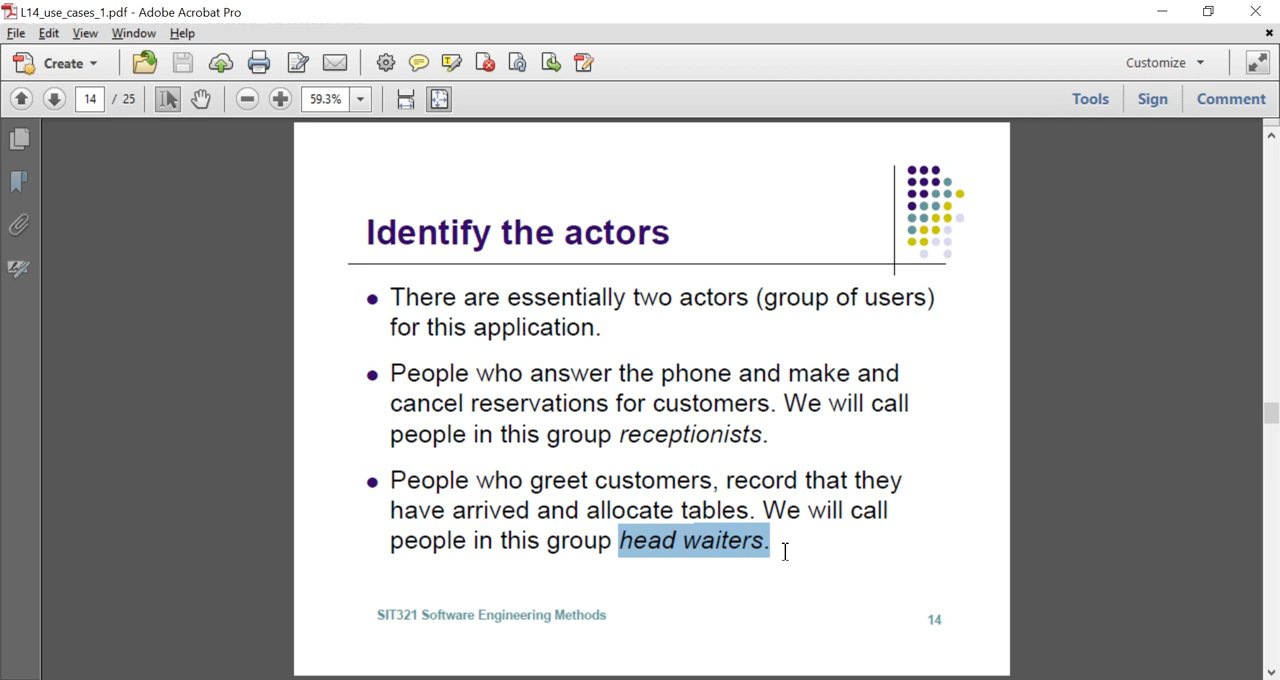 L14_use_cases_1.pdf - Adobe Acrobat Pro
File Edit View Window Help
Create
Customize
14 / 25
59.3%
Tools
Sign
Comment
Identify the actors
There are essentially two actors (group of users)
for this application.
People who answer the phone and make and
cancel reservations for customers. We will call
people in this group receptionists.
People who greet customers, record that they
have arrived and allocate tables. We will call
people in this group head waiters.
SIT321 Software Engineering Methods
14